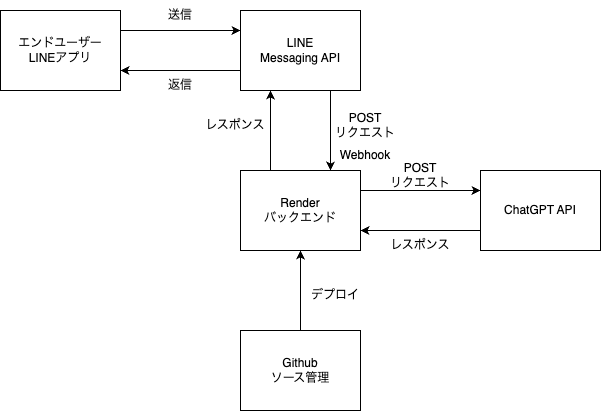 送信
エンドユーザー
LINEアプリ
LINE
Messaging API
返信
レスポンス
POST
リクエスト
Webhook
POST
リクエスト
Render
バックエンド
ChatGPT API
レスポンス
デプロイ
Github
ソース管理